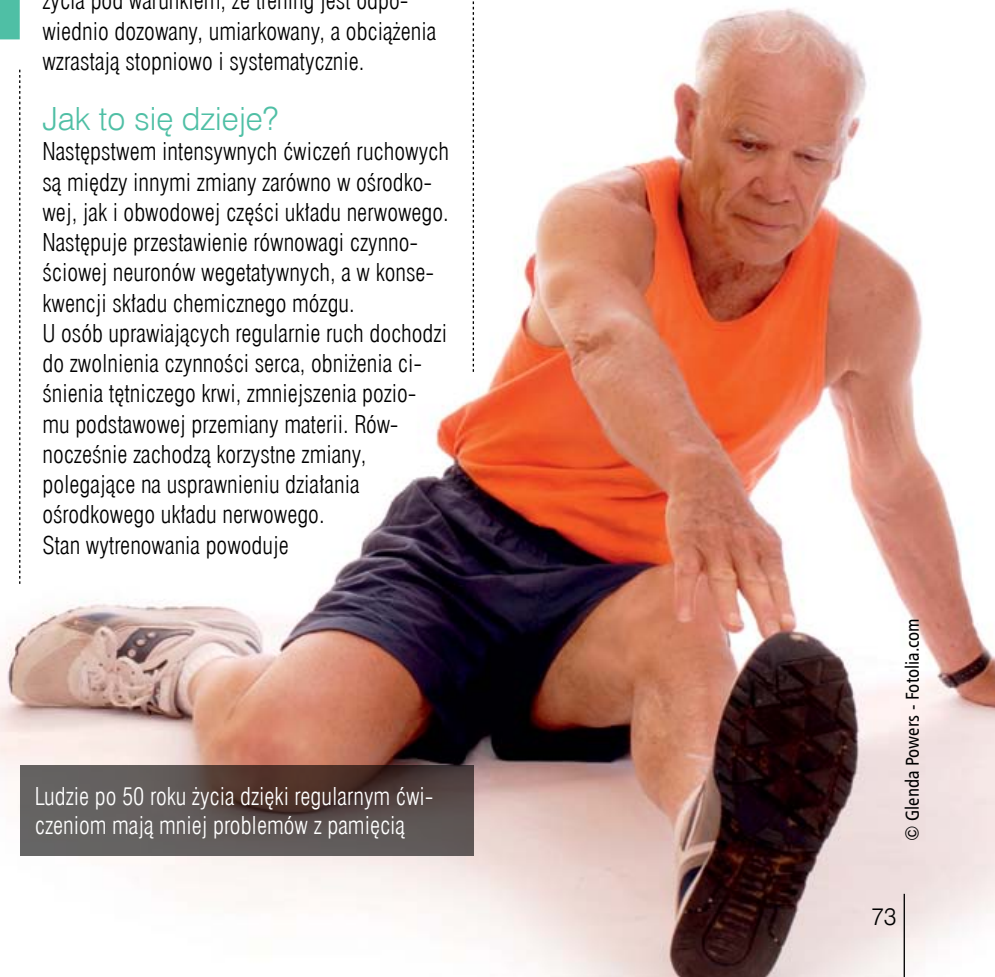 życia pod warunkiem, że trening jest odpo-
wiednio dozowany, umiarkowany, a obciążenia
wzrastają stopniowo i systematycznie.
Jak to się dzieje?
Następstwem intensywnych ćwiczeń ruchowych
są między innymi zmiany zarówno w ośrodko-
wej, jak i obwodowej części układu nerwowego.
Następuje przestawienie równowagi czynno-
ściowej neuronów wegetatywnych, a w konse-
kwencji składu chemicznego mózgu.
U osób uprawiających regularnie ruch dochodzi
do zwolnienia czynności serca, obniżenia ci-
śnienia tętniczego krwi, zmniejszenia pozio-
mu podstawowej przemiany materii. Rów-
nocześnie zachodzą korzystne zmiany,
polegające na usprawnieniu działania
ośrodkowego układu nerwowego.
Stan wytrenowania powoduje
Ludzie po 50 roku życia dzięki regularnym ćwi-
czeniom mają mniej problemów z pamięcią
© Glenda Powers - Fotolia.com
73